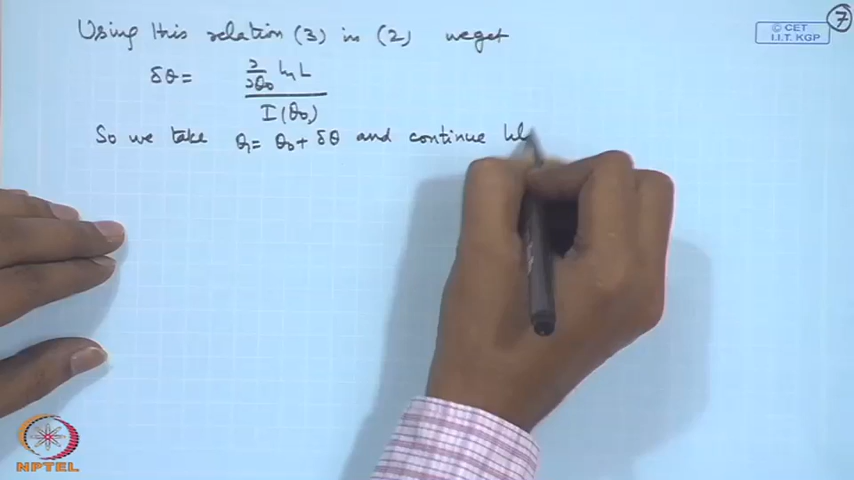 7
© CET
I.I.T. KGP
Using this relation (3) in (2) we get
δθ = ∂/∂θ₀ ln L / I(θ₀)
So we take θ₁ = θ₀ + δθ and continue
NPTEL